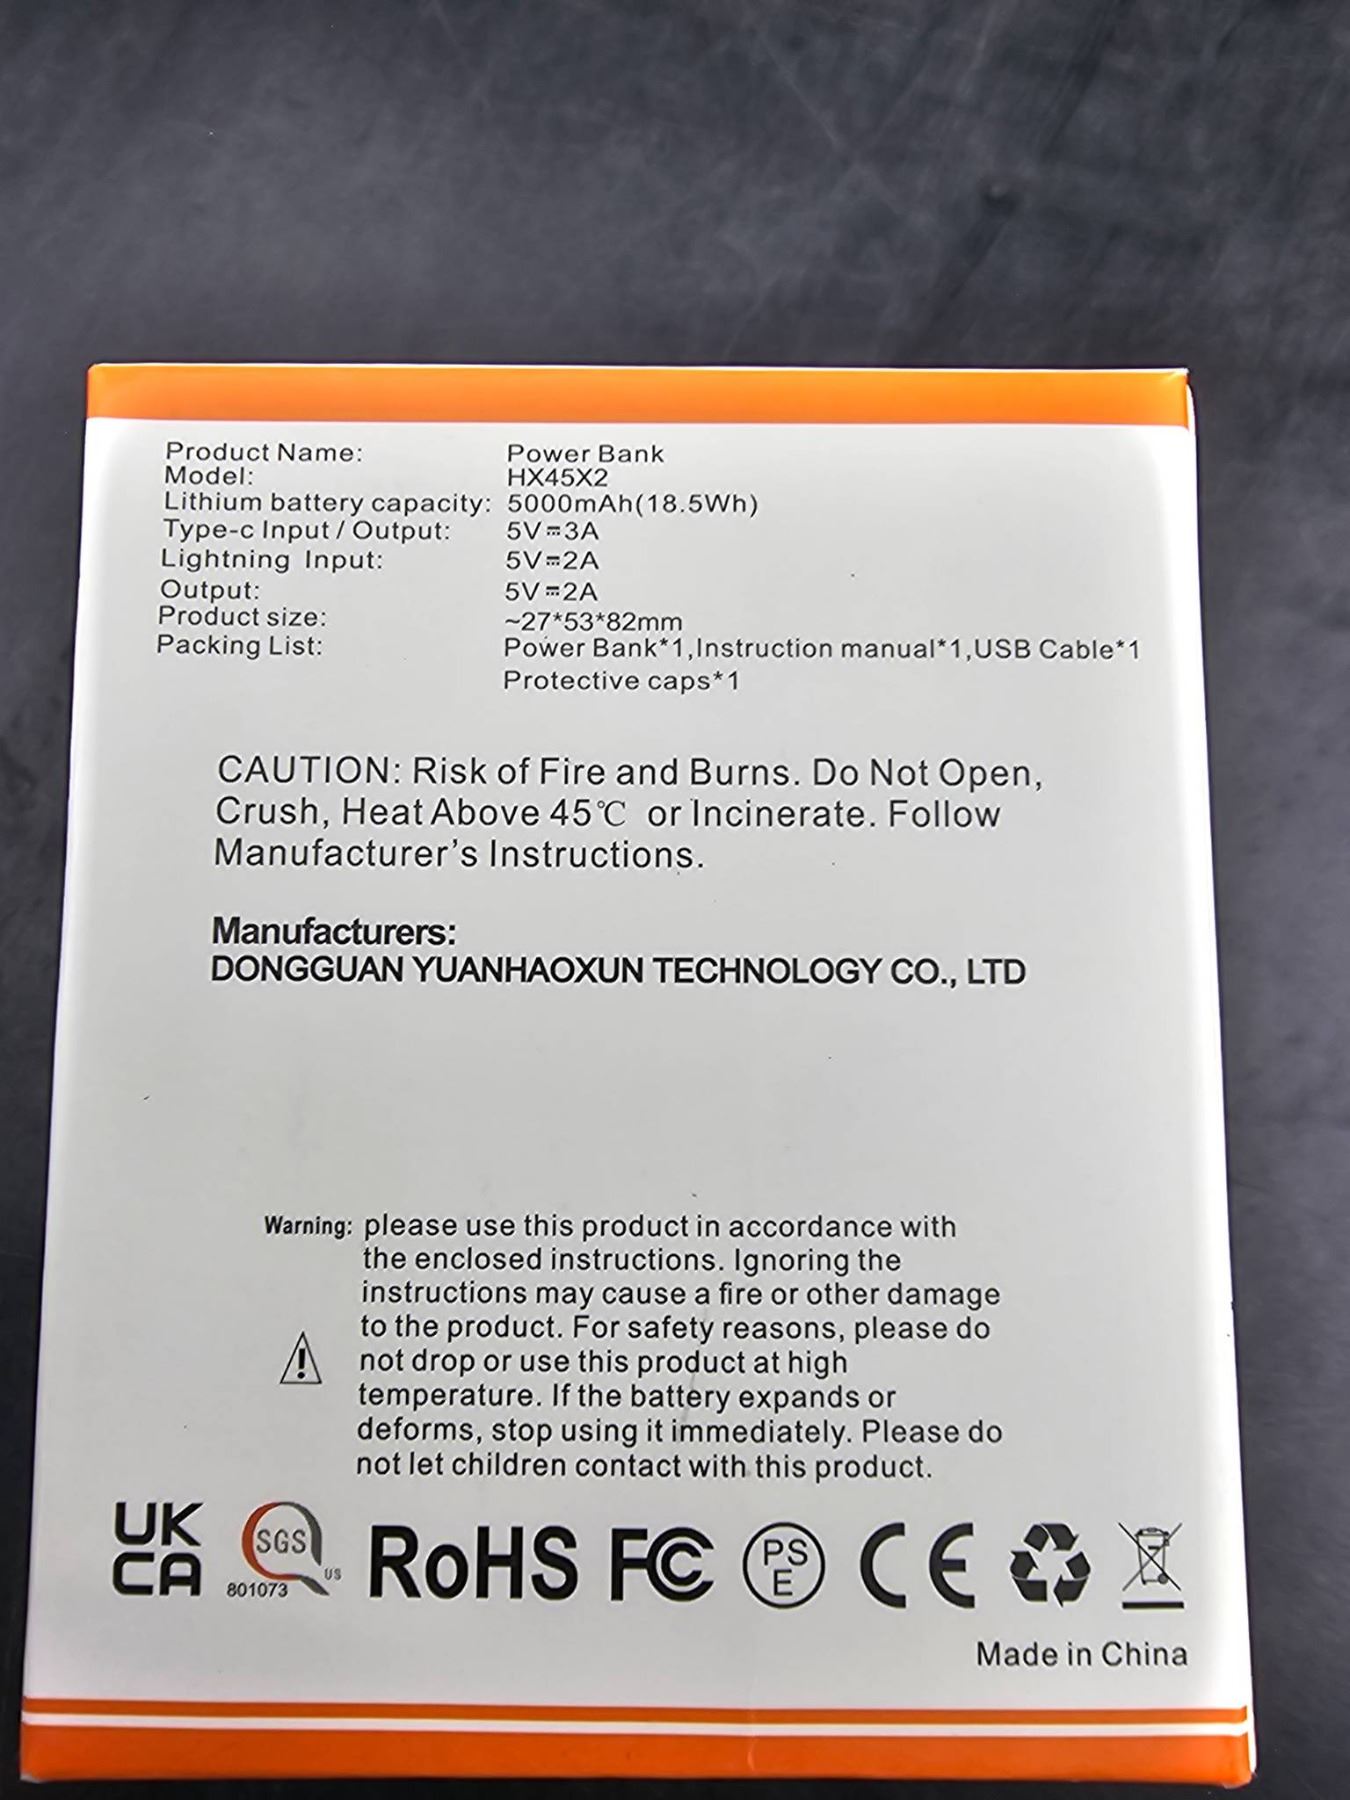 Product Name: Power Bank
Model: HX45X2
Lithium battery capacity: 5000mAh(18.5Wh)
Type-c Input / Output: 5V⎓3A
Lightning Input: 5V⎓2A
Output: 5V⎓2A
Product size: ~27*53*82mm
Packing List: Power Bank*1,Instruction manual*1,USB Cable*1
Protective caps*1
CAUTION: Risk of Fire and Burns. Do Not Open,
Crush, Heat Above 45℃ or Incinerate. Follow
Manufacturer's Instructions.
Manufacturers:
DONGGUAN YUANHAOXUN TECHNOLOGY CO., LTD
Warning: please use this product in accordance with
the enclosed instructions. Ignoring the
instructions may cause a fire or other damage
to the product. For safety reasons, please do
not drop or use this product at high
temperature. If the battery expands or
deforms, stop using it immediately. Please do
not let children contact with this product.
UK
CA
SGS
US
801073
RoHS FC
PS
E
CE
Made in China